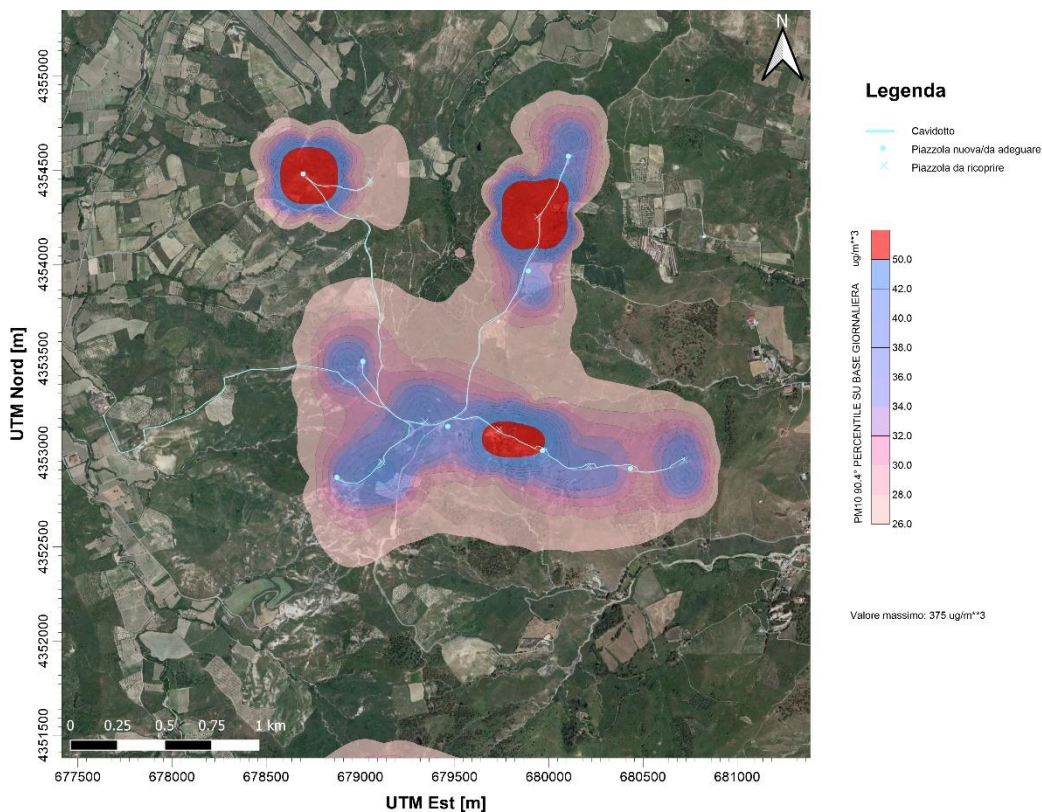 N
4355000
4354500
4354000
4353500
4353000
4352500
4352000
4351500
UTM Nord [m]
0 0.25 0.5 0.75 1 km
677500 678000 678500 679000 679500 680000 680500 681000
UTM Est [m]
Legenda
Cavidotto
Piazzola nuova/da adeguare
Piazzola da ricoprire
ug/m**3
PM10 90.4° PERCENTILE SU BASE GIORNALIERA
50.0
42.0
40.0
38.0
36.0
34.0
32.0
30.0
28.0
26.0
Valore massimo: 375 ug/m**3